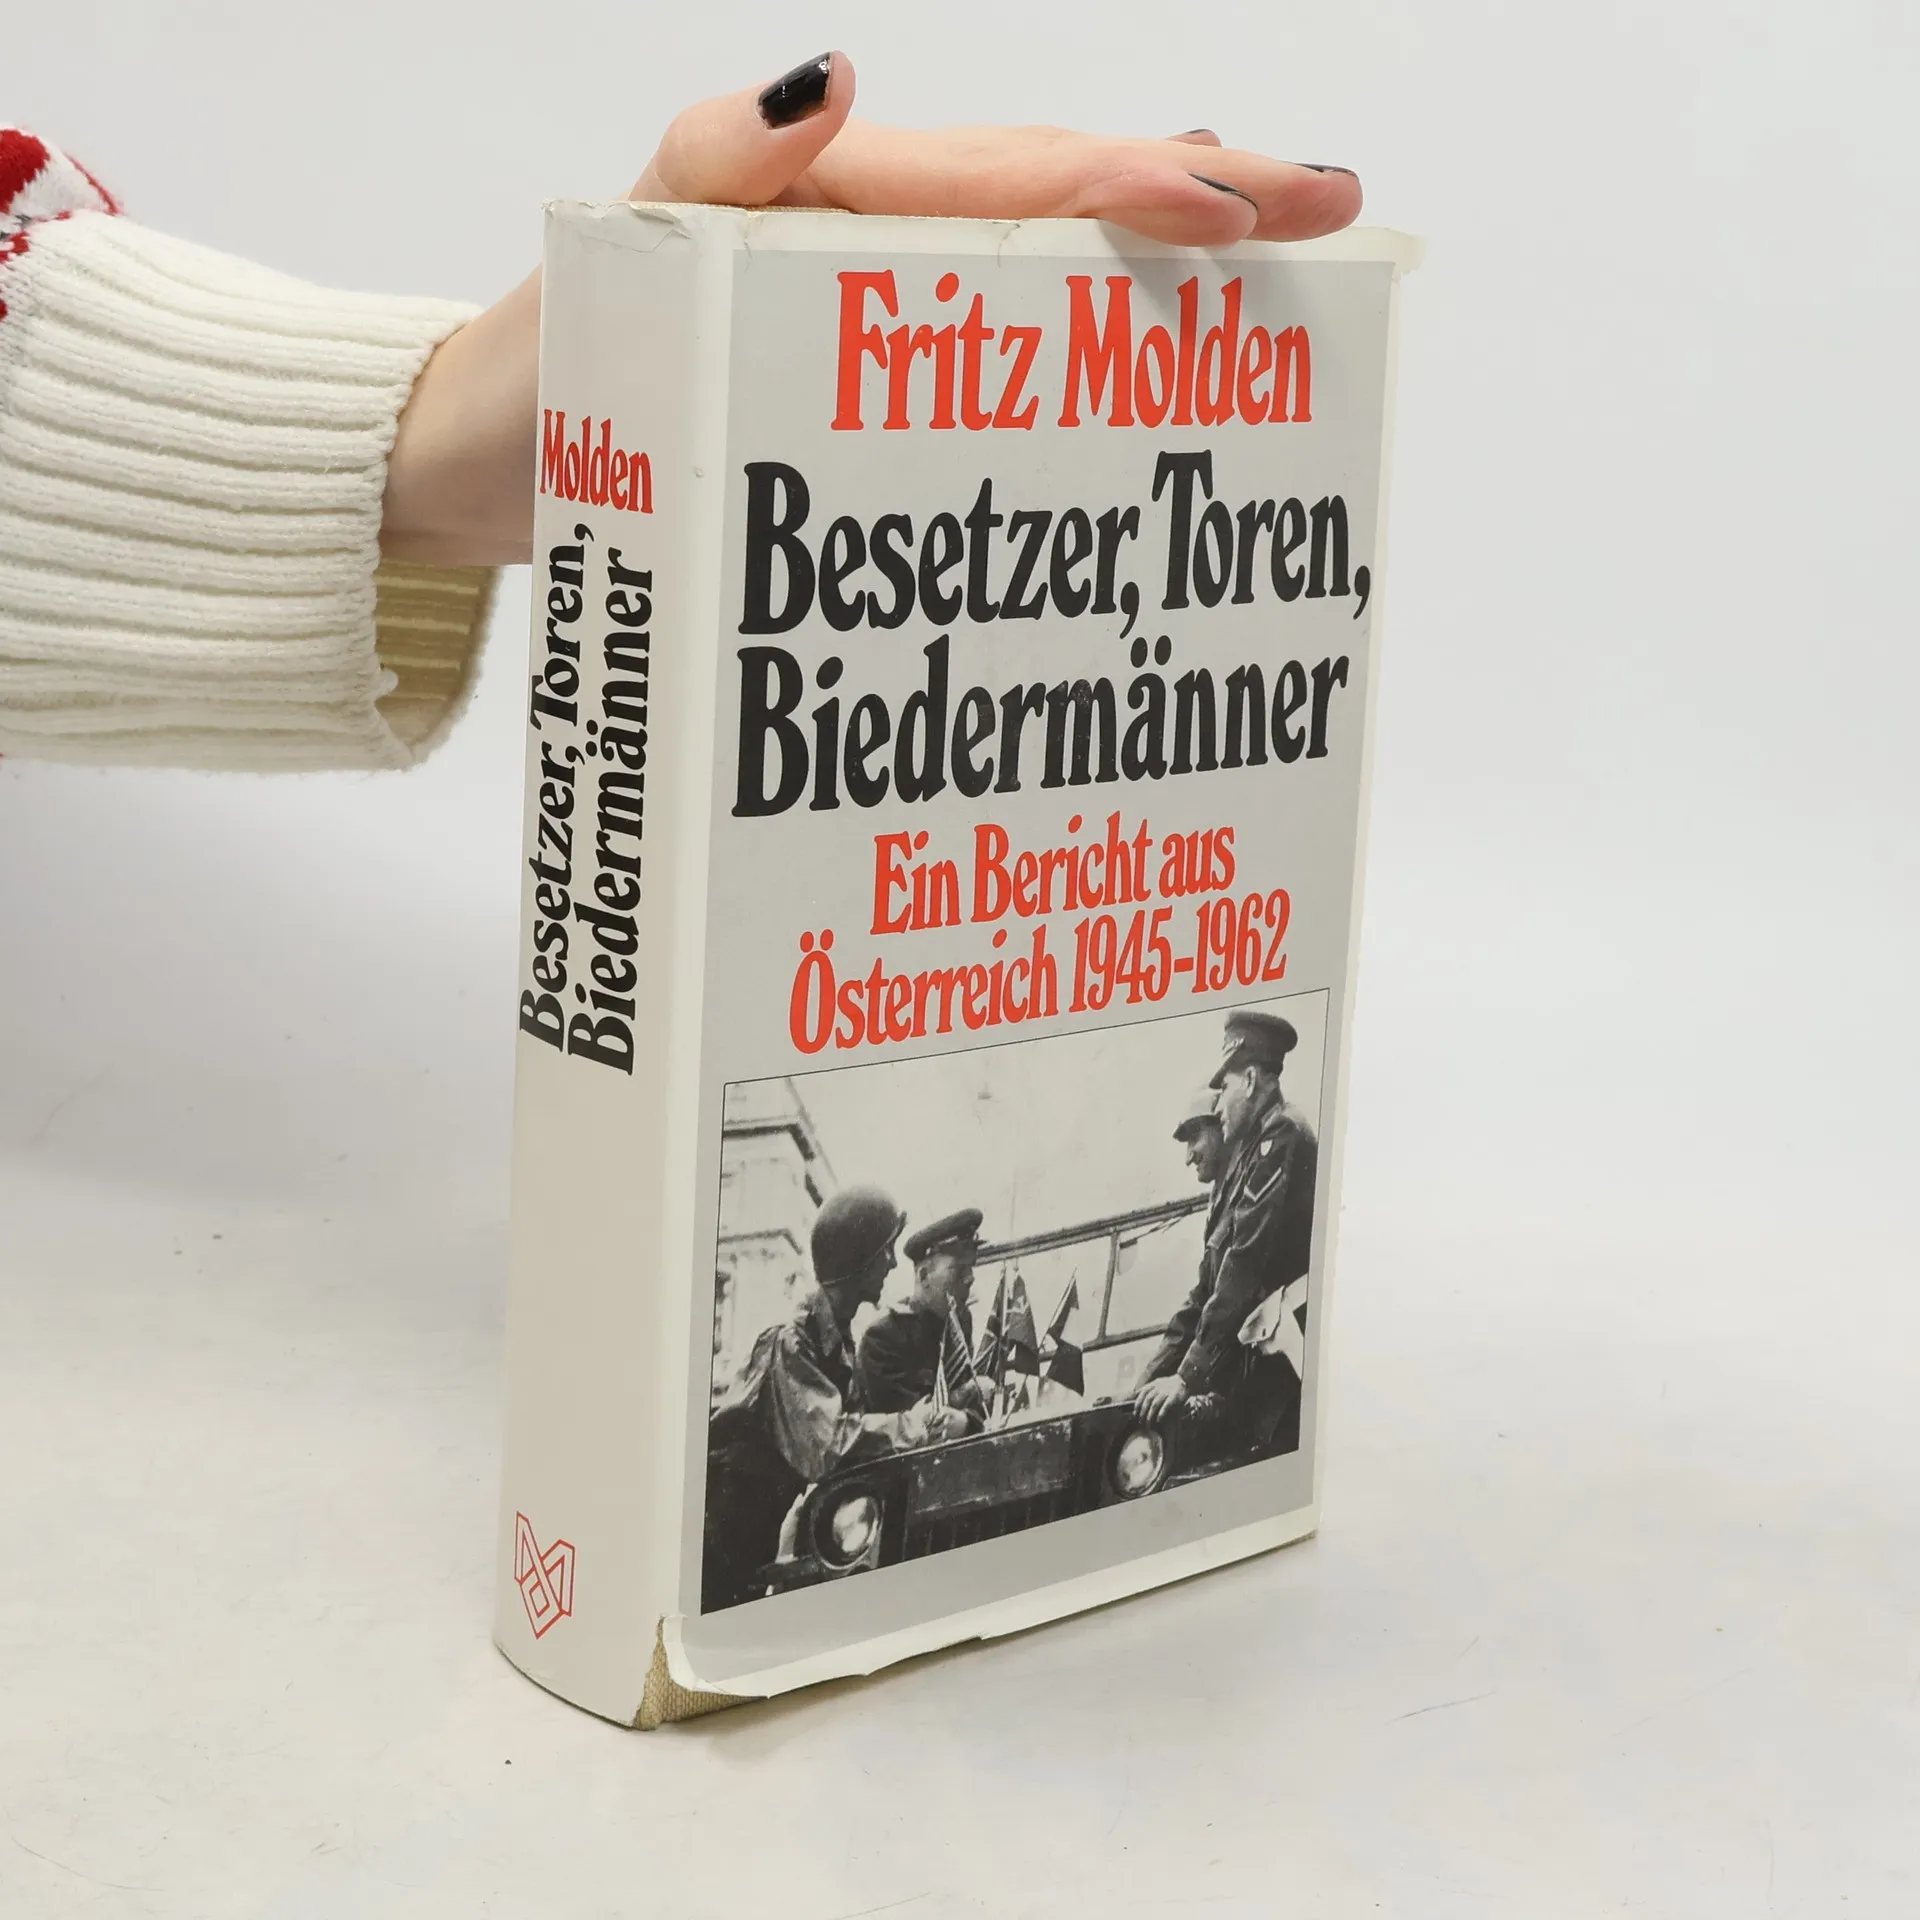 Molden
Besetzer, Toren,
Biedermänner
Fritz Molden
Besetzer, Toren,
Biedermänner
Ein Bericht aus
Österreich 1945-1962